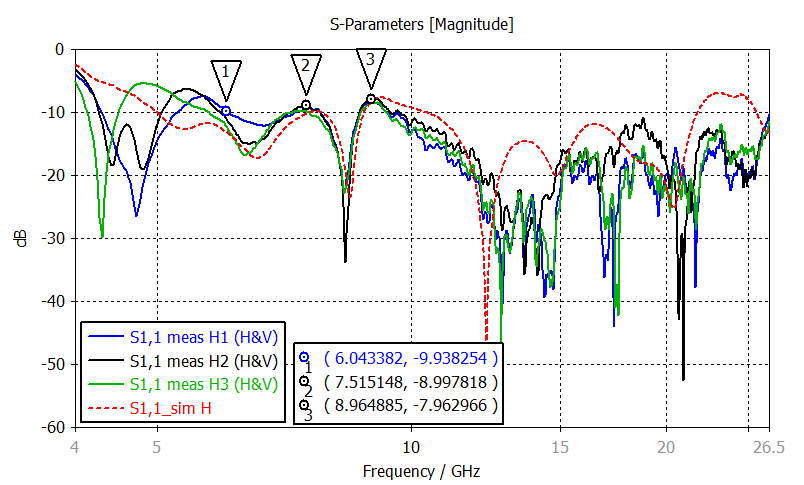 S-Parameters [Magnitude]
0
-10
-20
-30
-40
-50
-60
dB
1
2
3
S1,1 meas H1 (H&V)
S1,1 meas H2 (H&V)
S1,1 meas H3 (H&V)
S1,1_sim H
1 ( 6.043382, -9.938254 )
2 ( 7.515148, -8.997818 )
3 ( 8.964885, -7.962966 )
4 5 10 15 20 26.5
Frequency / GHz